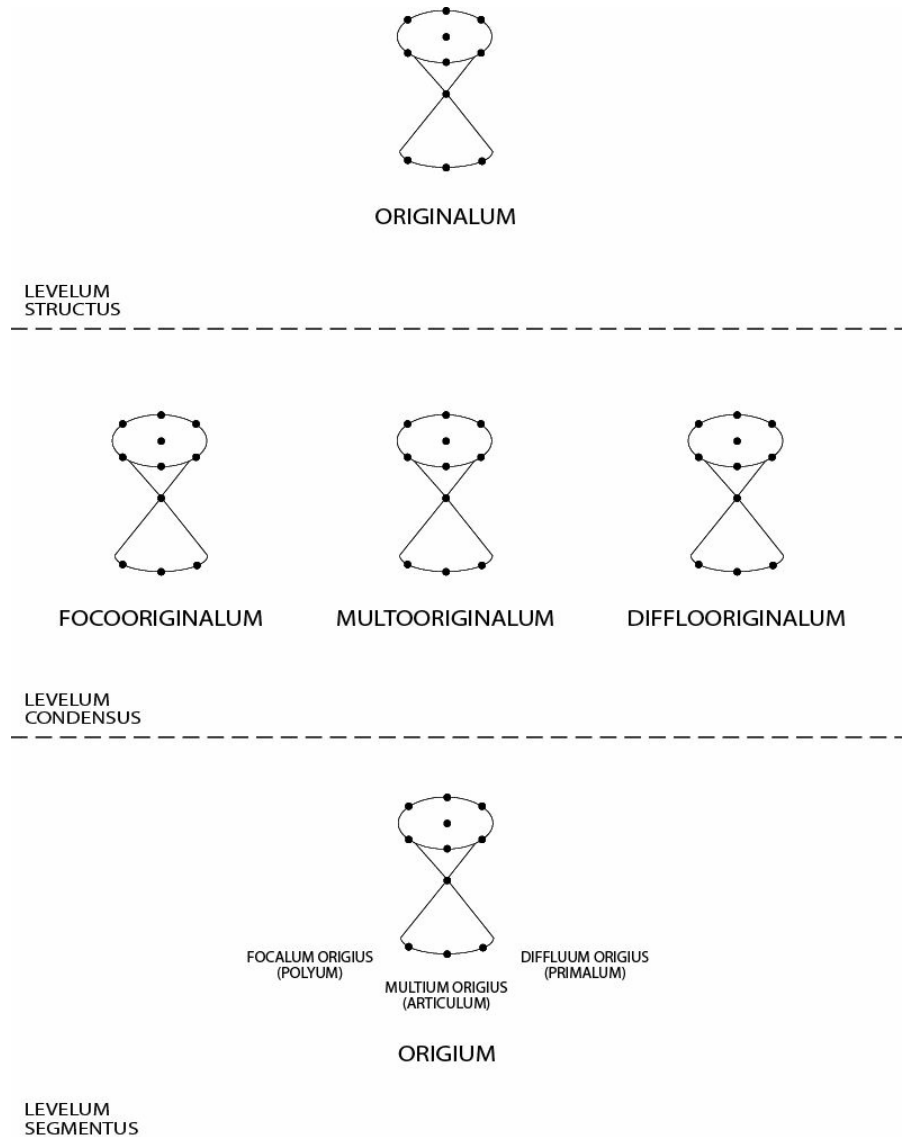 ORIGINALUM
LEVELUM
STRUCTUS
FOCOORIGINALUM
MULTOORIGINALUM
DIFFLOORIGINALUM
LEVELUM
CONDENSUS
FOCALUM ORIGIUS
(POLYUM)
MULTIUM ORIGIUS
(ARTICULUM)
DIFFLUUM ORIGIUS
(PRIMALUM)
ORIGIUM
LEVELUM
SEGMENTUS